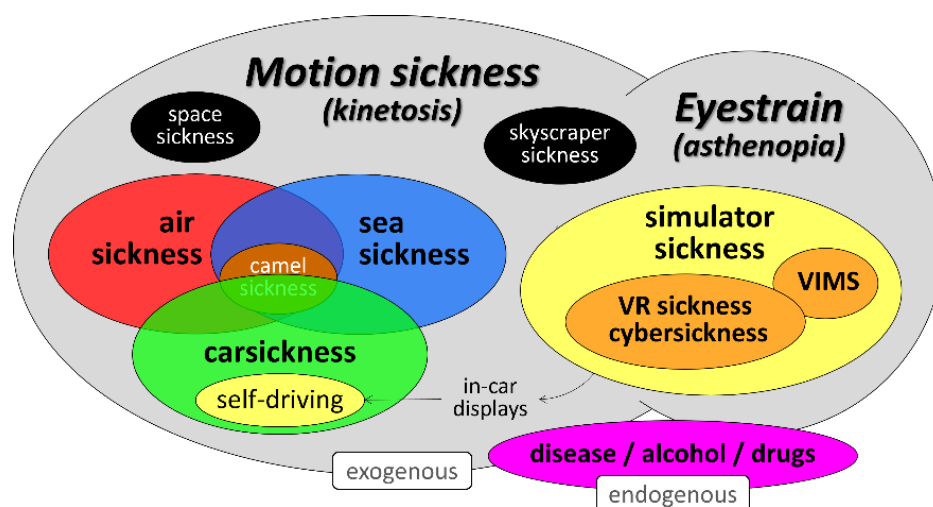 Motion sickness
(kinetosis)
Eyestrain
(asthenopia)
space
sickness
skyscraper
sickness
air
sickness
sea
sickness
camel
sickness
simulator
sickness
VIMS
VR sickness
cybersickness
carsickness
self-driving
in-car
displays
disease / alcohol / drugs
exogenous
endogenous